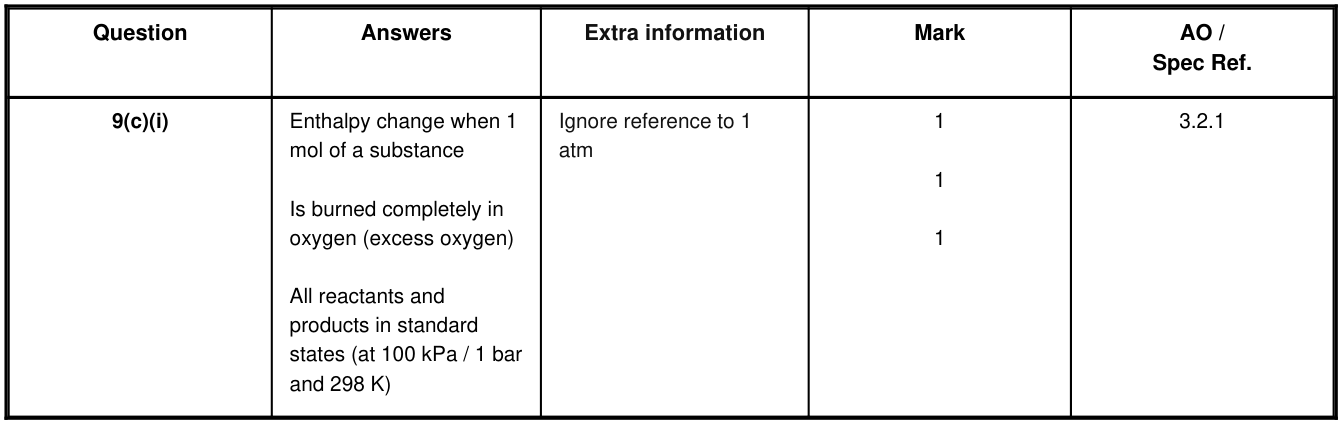 Question Answers Extra information Mark AO /
Spec Ref.
9(c)(i) Enthalpy change when 1 Ignore reference to 1 1 3.2.1
mol of a substance atm
1
Is burned completely in
oxygen (excess oxygen) 1
All reactants and
products in standard
states (at 100 kPa / 1 bar
and 298 K)